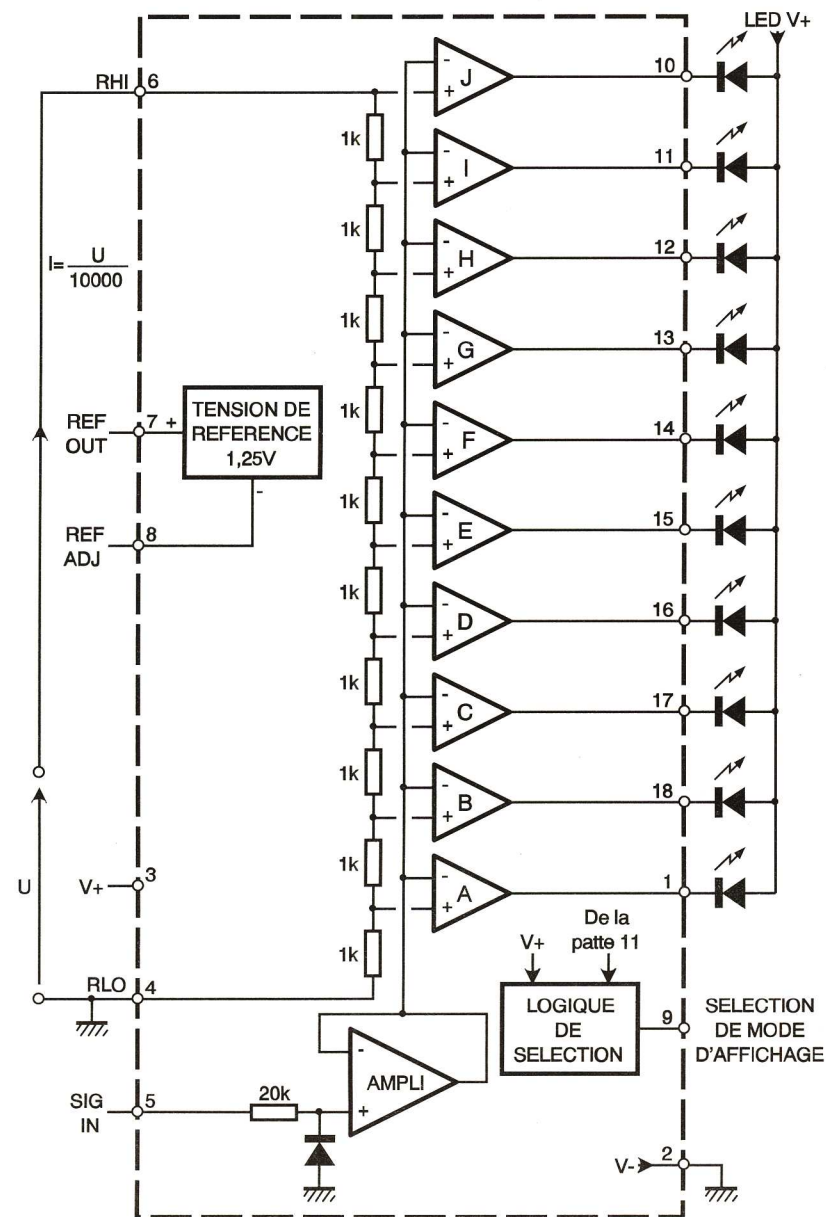 LED V+
RHI 6
- J + 10
1k
- I + 11
1k
- H + 12
I= U
10000
1k
- G + 13
1k
REF
OUT
7 +
TENSION DE
REFERENCE
1,25V
-
- F + 14
1k
REF
ADJ
8
- E + 15
1k
- D + 16
1k
- C + 17
1k
- B + 18
1k
U
V+ 3
- A + 1
1k
V+
De la
patte 11
RLO 4
LOGIQUE
DE
SELECTION
9
SELECTION
DE MODE
D'AFFICHAGE
-
AMPLI
+
SIG
IN
5
20k
V- 2